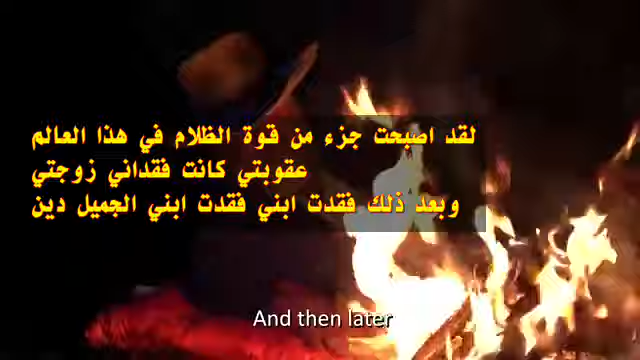 لقد اصبحت جزء من قوة الظلام في هذا العالم
عقوبتي كانت فقداني زوجتي
وبعد ذلك فقدت ابني فقدت ابني الجميل دين
And then later